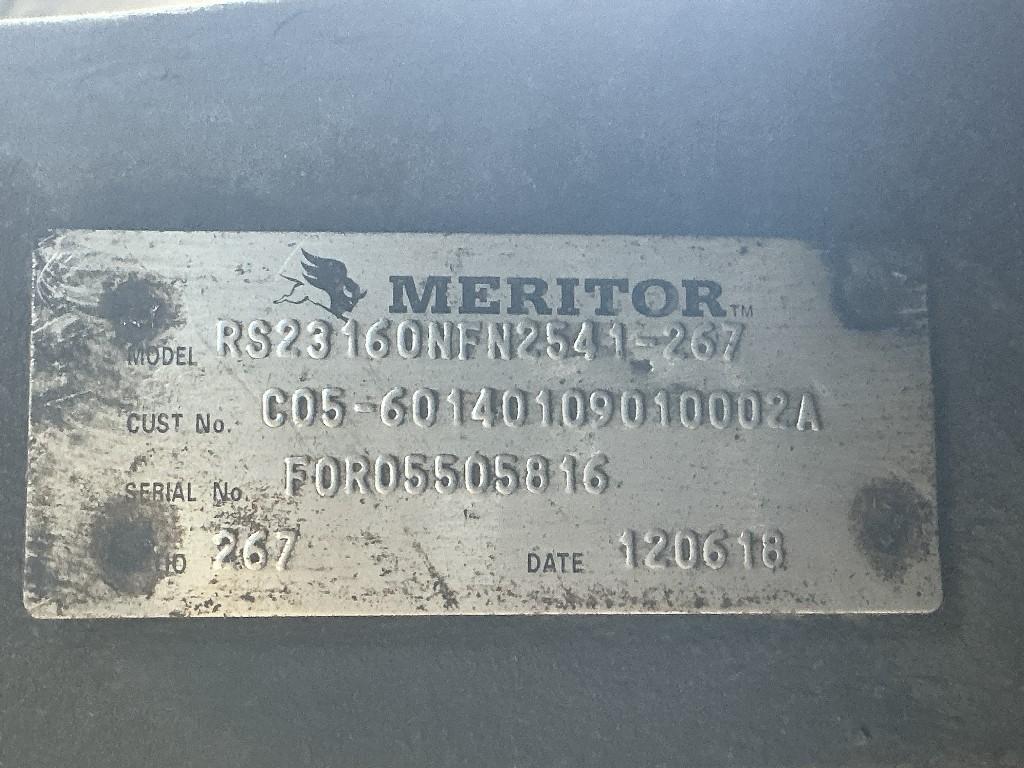 MERITOR™
MODEL RS23160NFN2541-267
CUST No. C05-60140109010002A
SERIAL No. FOR05505816
267 DATE 120618